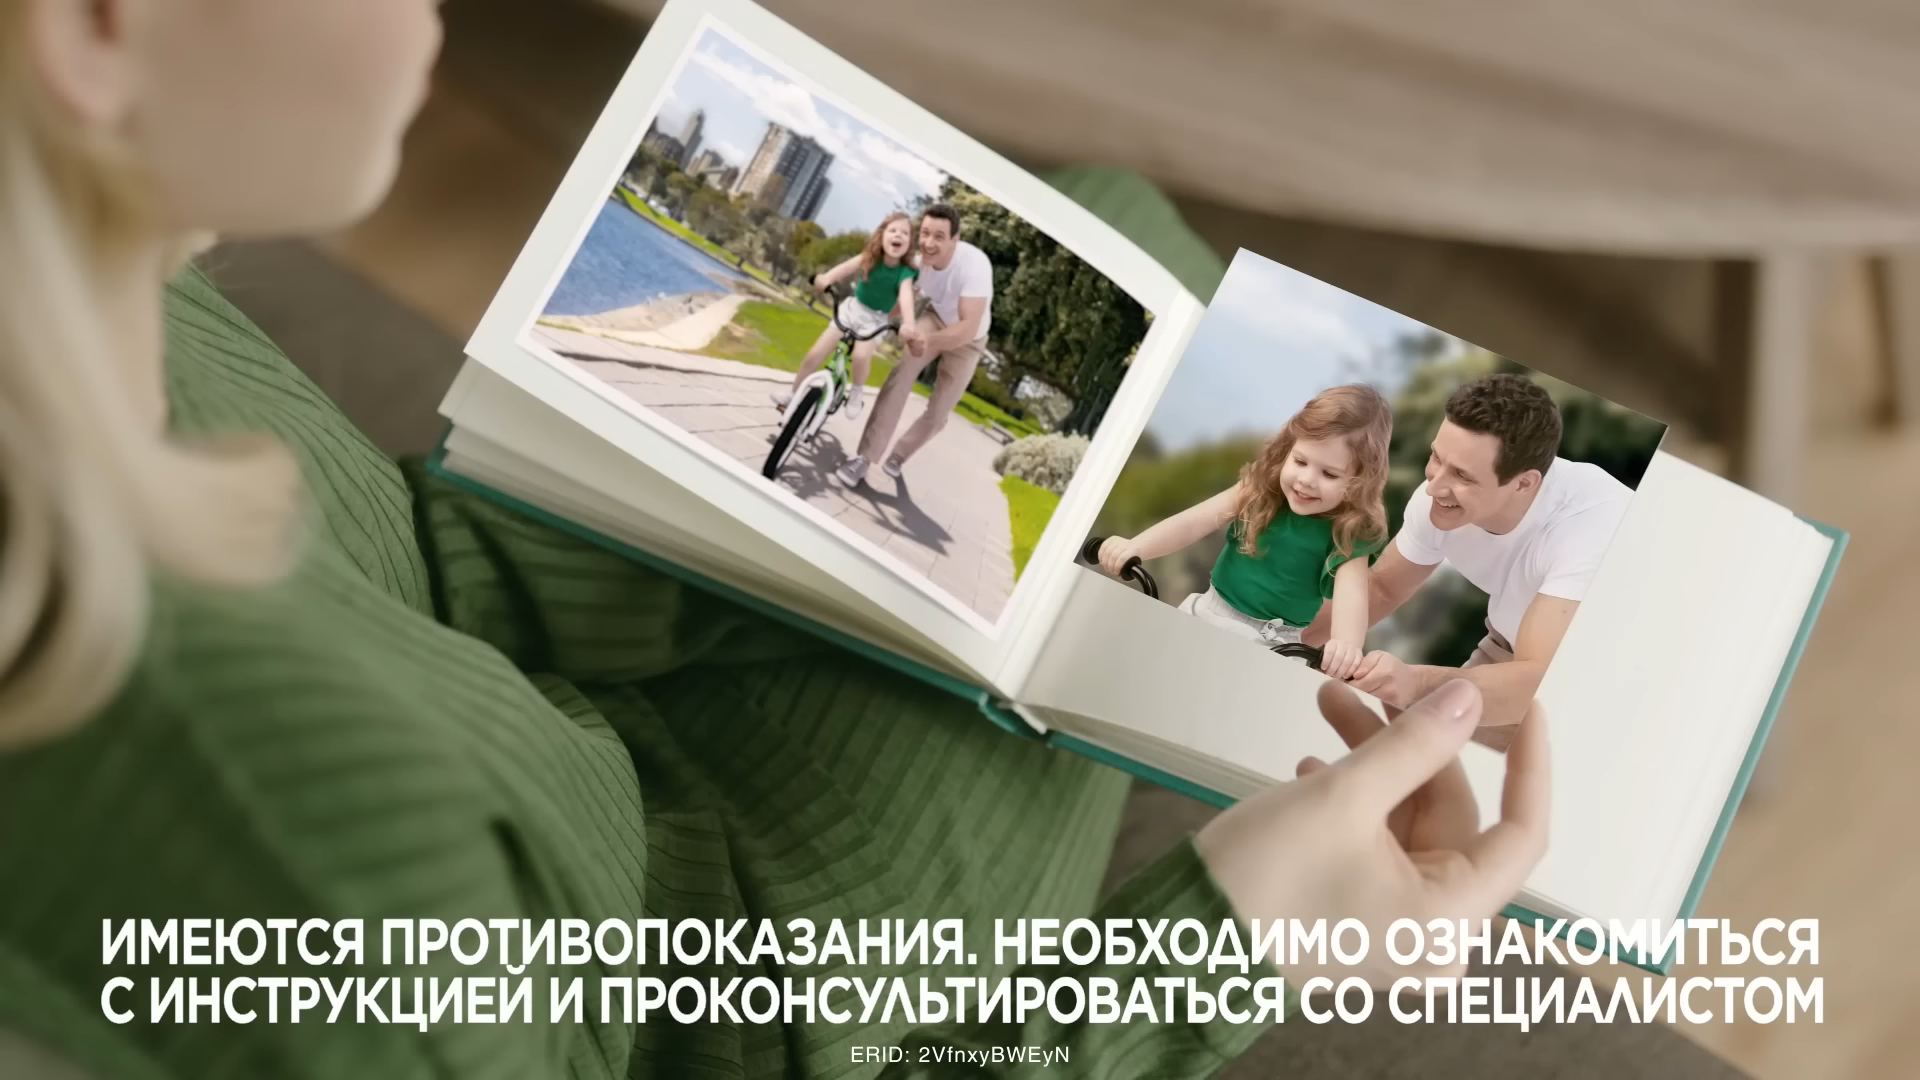 ИМЕЮТСЯ ПРОТИВОПОКАЗАНИЯ. НЕОБХОДИМО ОЗНАКОМИТЬСЯ
С ИНСТРУКЦИЕЙ И ПРОКОНСУЛЬТИРОВАТЬСЯ СО СПЕЦИАЛИСТОМ
ERID: 2VfnxyBWEyN